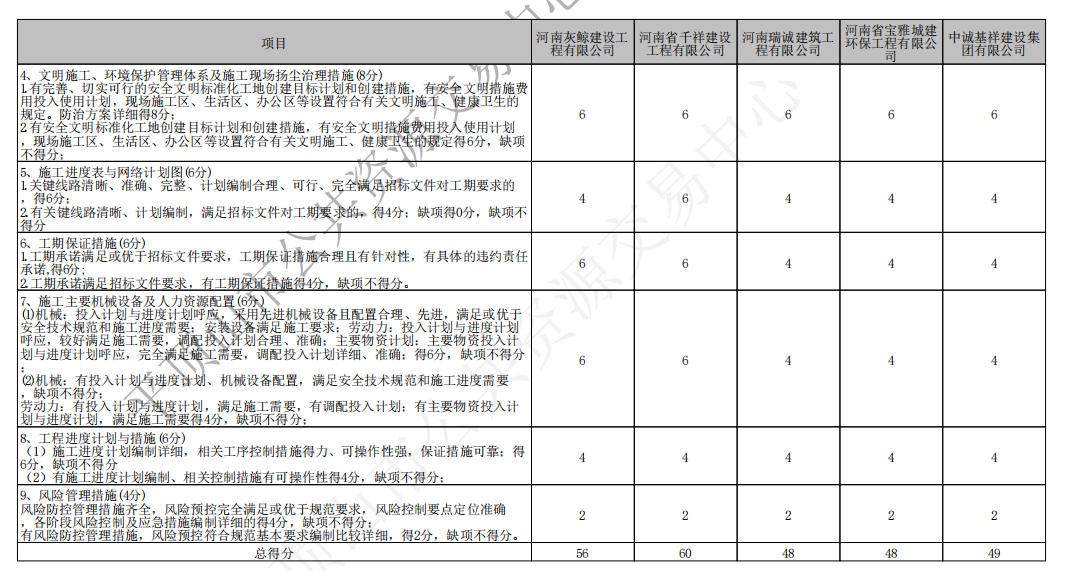 项目
河南灰鲸建设工
程有限公司
河南省千祥建设
工程有限公司
河南瑞诚建筑工
程有限公司
河南省宝雅城建
环保工程有限公
司
中诚基祥建设集
团有限公司
4、文明施工、环境保护管理体系及施工现场扬尘治理措施(8分)
1.有完善、切实可行的安全文明标准化工地创建目标计划和创建措施，有安全文明措施费
用投入使用计划，现场施工区、生活区、办公区等设置符合有关文明施工、健康卫生的
规定。防治方案详细得8分；
2.有安全文明标准化工地创建目标计划和创建措施，有安全文明措施费用投入使用计划
，现场施工区、生活区、办公区等设置符合有关文明施工、健康卫生的规定得6分，缺项
不得分；
6 6 6 6 6
5、施工进度表与网络计划图(6分)
1.关键线路清晰、准确、完整、计划编制合理、可行、完全满足招标文件对工期要求的
，得6分；
2.有关键线路清晰、计划编制，满足招标文件对工期要求的，得4分；缺项得0分，缺项不
得分
4 6 4 4 4
6、工期保证措施(6分)
1.工期承诺满足或优于招标文件要求，工期保证措施合理且有针对性，有具体的违约责任
承诺,得6分；
2.工期承诺满足招标文件要求，有工期保证措施得4分，缺项不得分。
6 6 4 4 4
7、施工主要机械设备及人力资源配置(6分)
(1)机械：投入计划与进度计划呼应，采用先进机械设备且配置合理、先进，满足或优于
安全技术规范和施工进度需要；安装设备满足施工要求；劳动力：投入计划与进度计划
呼应，较好满足施工需要，调配投入计划合理、准确；主要物资计划：主要物资投入计
划与进度计划呼应，完全满足施工需要，调配投入计划详细、准确；得6分，缺项不得分
；
(2)机械：有投入计划与进度计划、机械设备配置，满足安全技术规范和施工进度需要
，缺项不得分；
劳动力：有投入计划与进度计划，满足施工需要，有调配投入计划；有主要物资投入计
划与进度计划，满足施工需要得4分，缺项不得分；
6 6 4 4 4
8、工程进度计划与措施(6分)
（1）施工进度计划编制详细，相关工序控制措施得力、可操作性强，保证措施可靠；得
6分，缺项不得分
（2）有施工进度计划编制、相关控制措施有可操作性得4分，缺项不得分；
4 4 4 4 4
9、风险管理措施(4分)
风险防控管理措施齐全，风险预控完全满足或优于规范要求，风险控制要点定位准确
，各阶段风险控制及应急措施编制详细的得4分，缺项不得分；
有风险防控管理措施，风险预控符合规范基本要求编制比较详细，得2分，缺项不得分。
2 2 2 2 2
总得分 56 60 48 48 49
平顶山市公共资源交易中心
顶山市公共资源交易中心